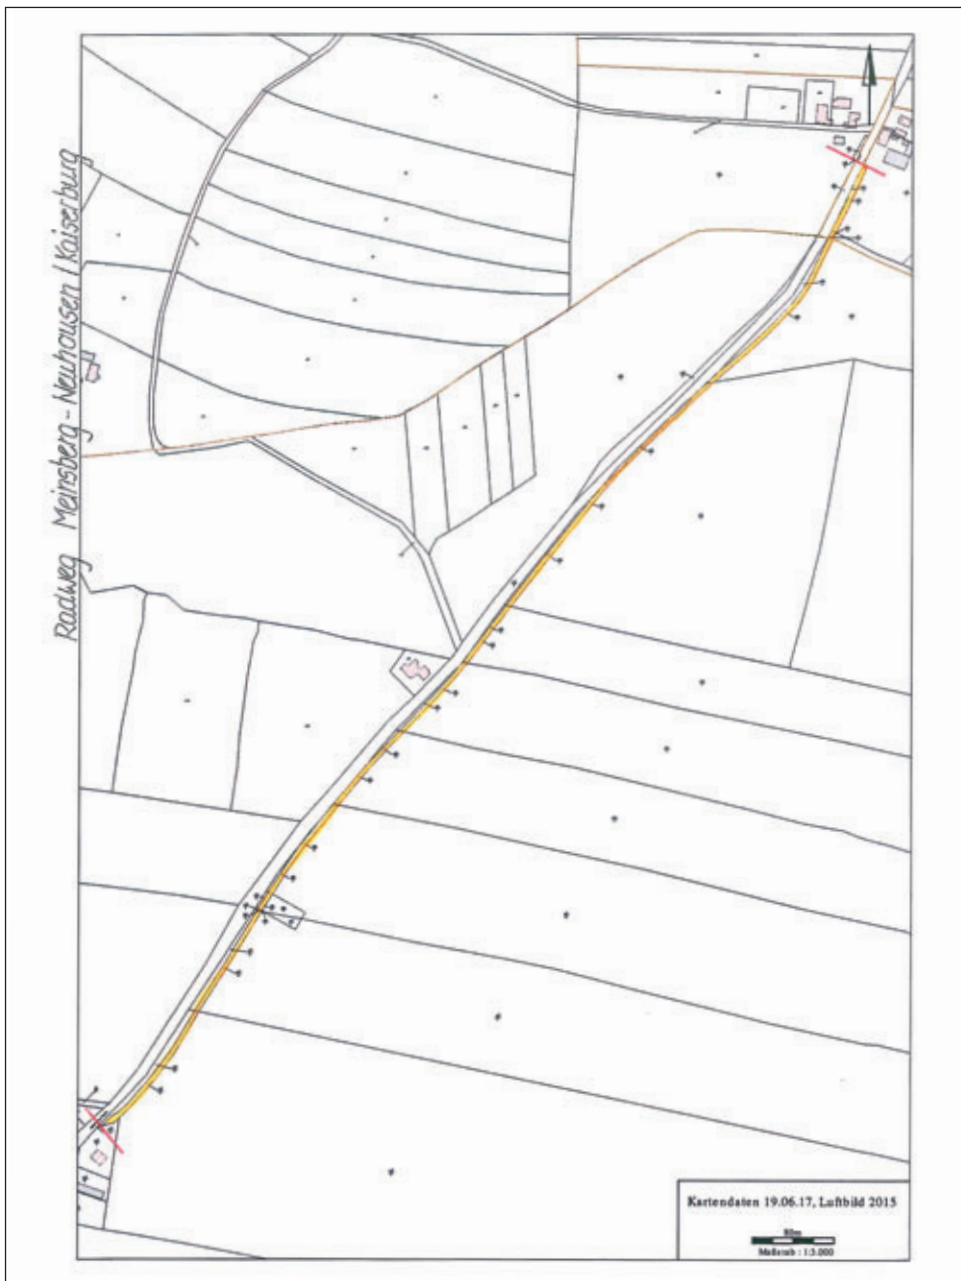 Radweg Meinsberg - Neuhausen / Kaiserburg
Kartendaten 19.06.17, Luftbild 2015
80m
Maßstab : 1:3.000